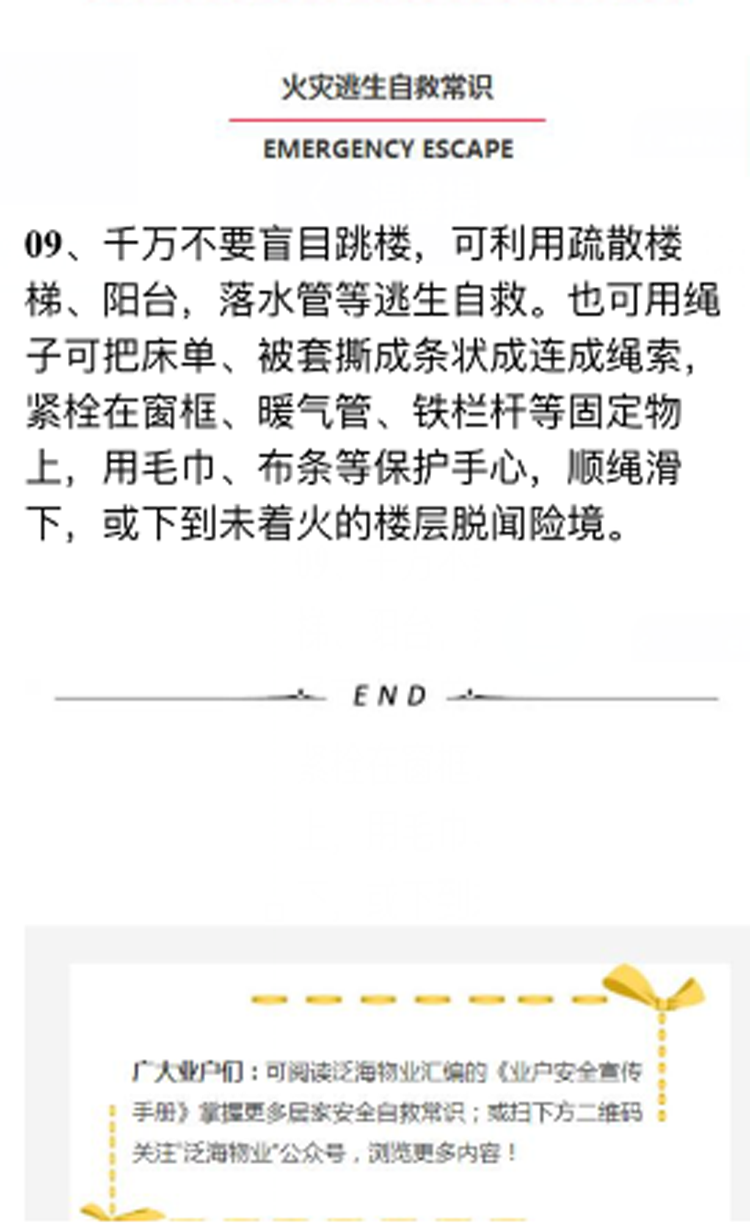 火灾逃生自救常识
EMERGENCY ESCAPE
09、千万不要盲目跳楼，可利用疏散楼
梯、阳台，落水管等逃生自救。也可用绳
子可把床单、被套撕成条状成连成绳索，
紧栓在窗框、暖气管、铁栏杆等固定物
上，用毛巾、布条等保护手心，顺绳滑
下，或下到未着火的楼层脱闻险境。
END
广大业户们：可阅读泛海物业汇编的《业户安全宣传
手册》掌握更多居家安全自救常识；或扫下方二维码
关注“泛海物业”公众号，浏览更多内容！